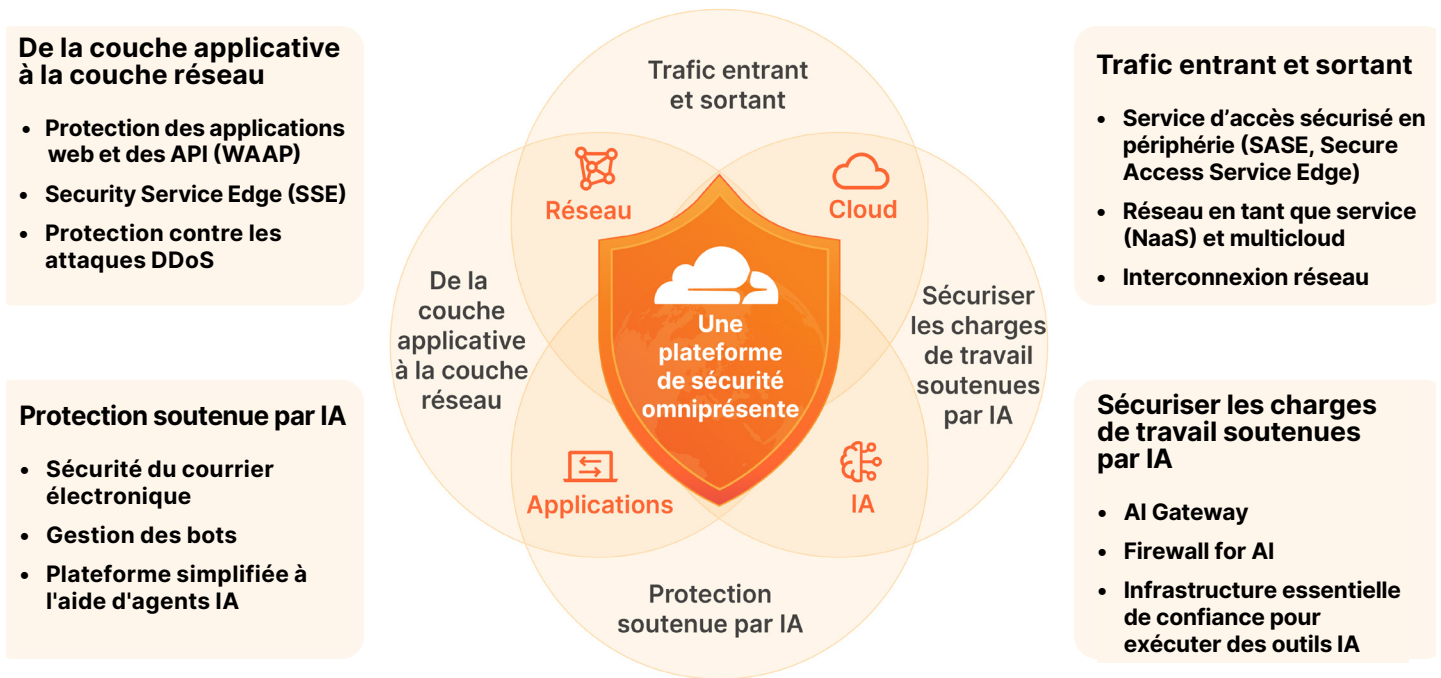 De la couche applicative
à la couche réseau
• Protection des applications
web et des API (WAAP)
• Security Service Edge (SSE)
• Protection contre les
attaques DDoS
Protection soutenue par IA
• Sécurité du courrier
électronique
• Gestion des bots
• Plateforme simplifiée à
l'aide d'agents IA
Trafic entrant
et sortant
Réseau
Cloud
De la
couche
applicative
à la couche
réseau
Une
plateforme
de sécurité
omniprésente
Sécuriser
les charges
de travail
soutenues
par IA
Applications
IA
Protection
soutenue par IA
Trafic entrant et sortant
• Service d’accès sécurisé en
périphérie (SASE, Secure
Access Service Edge)
• Réseau en tant que service
(NaaS) et multicloud
• Interconnexion réseau
Sécuriser les charges
de travail soutenues
par IA
• AI Gateway
• Firewall for AI
• Infrastructure essentielle
de confiance pour
exécuter des outils IA